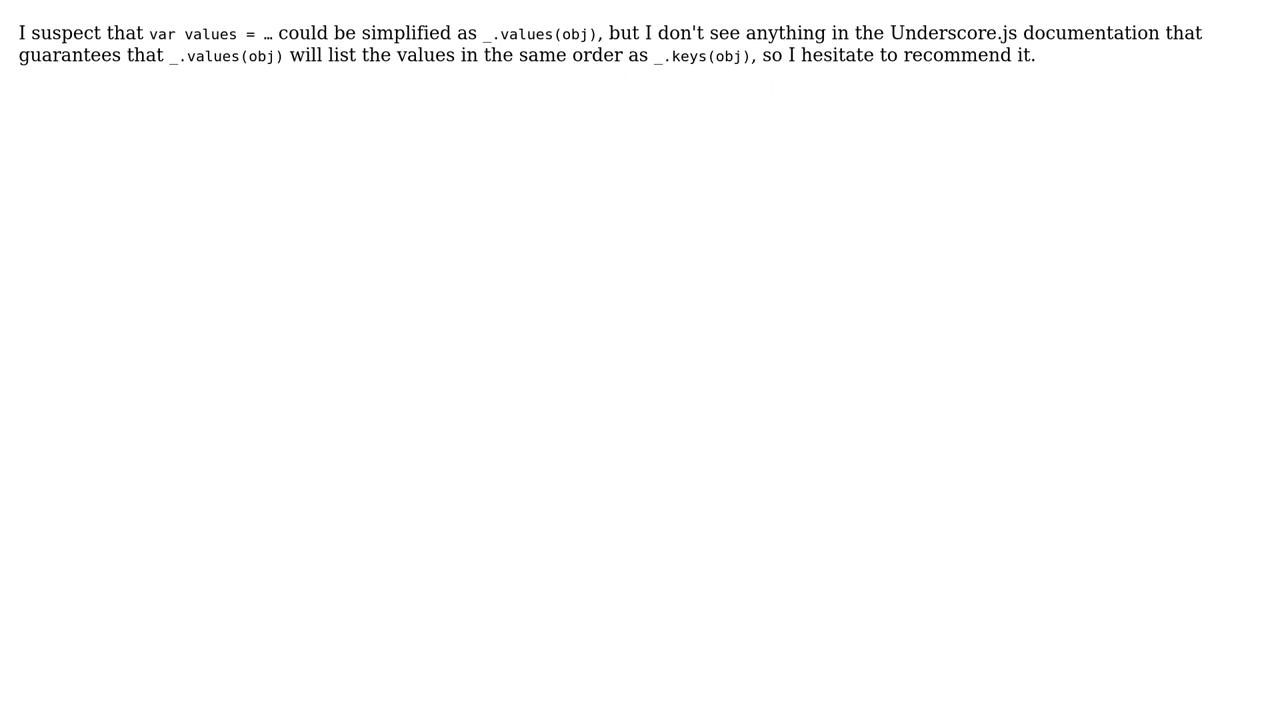 I suspect that var values = … could be simplified as _.values(obj), but I don't see anything in the Underscore.js documentation that
guarantees that _.values(obj) will list the values in the same order as _.keys(obj), so I hesitate to recommend it.